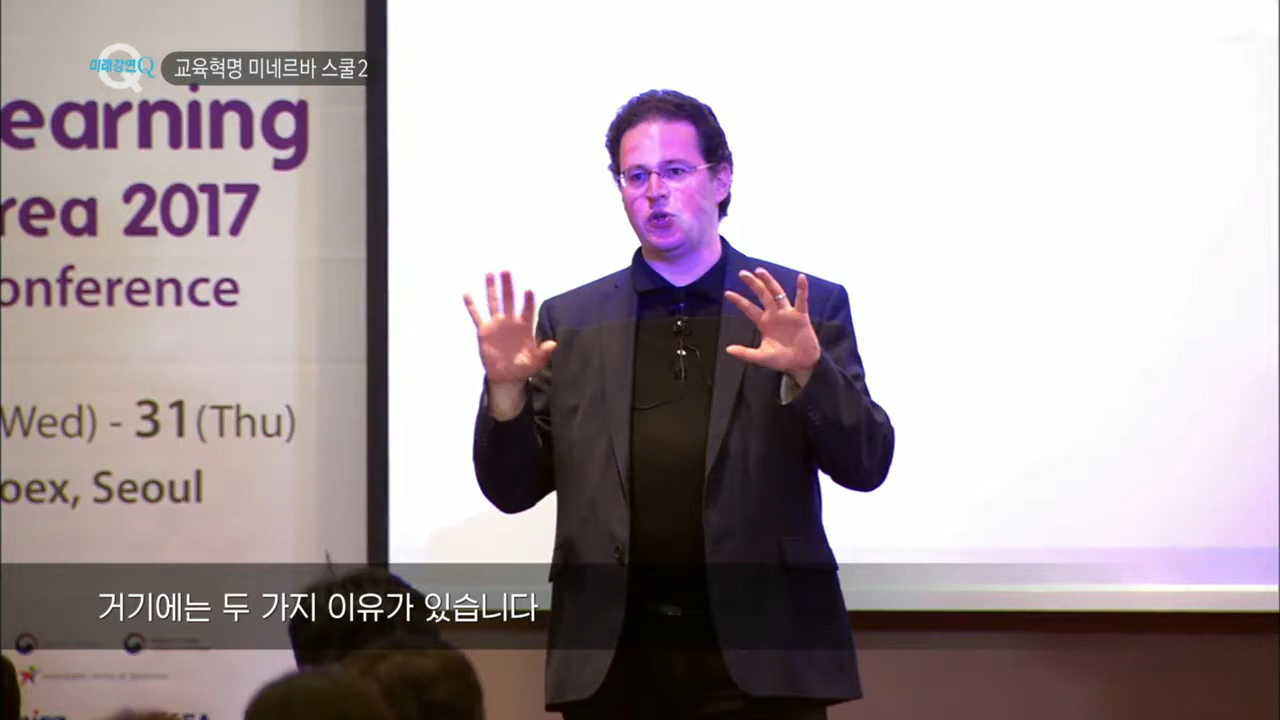 미래강연Q
교육혁명 미네르바 스쿨2
earning
rea 2017
onference
Wed) - 31(Thu)
oex, Seoul
거기에는 두 가지 이유가 있습니다